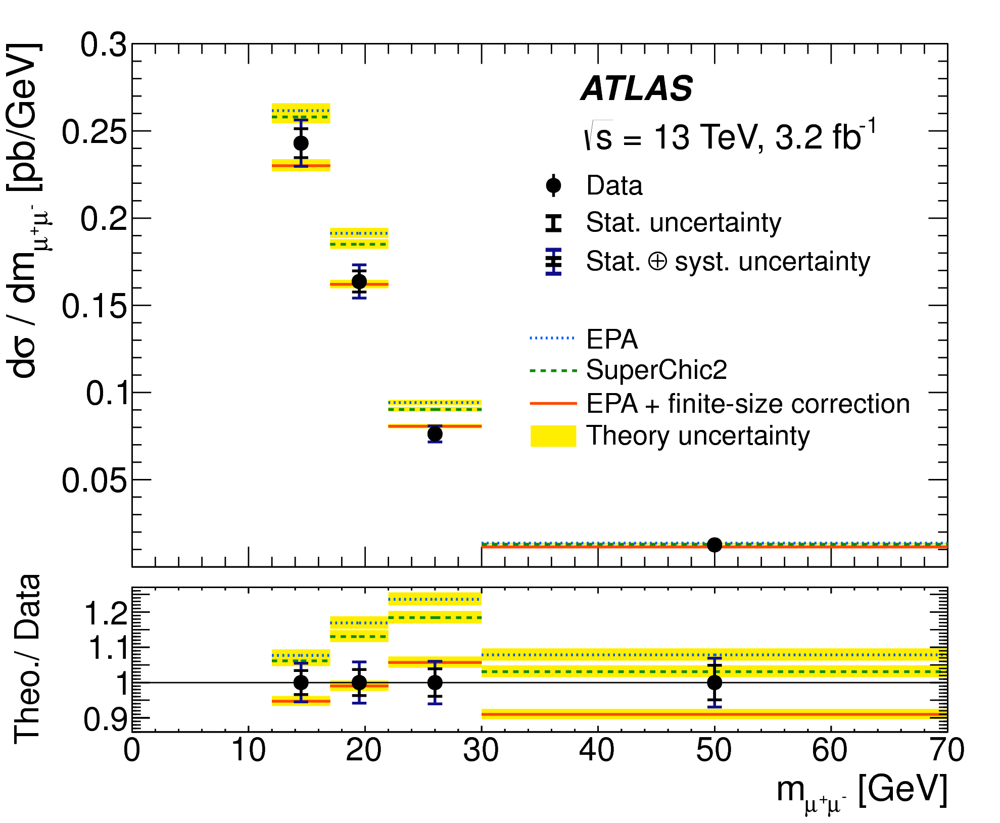 0.3
0.25
0.2
0.15
0.1
0.05
dσ / dm_μ⁺μ⁻ [pb/GeV]
ATLAS
√s = 13 TeV, 3.2 fb⁻¹
Data
Stat. uncertainty
Stat. ⊕ syst. uncertainty
EPA
SuperChic2
EPA + finite-size correction
Theory uncertainty
Theo./ Data
1.2
1.1
1
0.9
0 10 20 30 40 50 60 70
m_μ⁺μ⁻ [GeV]